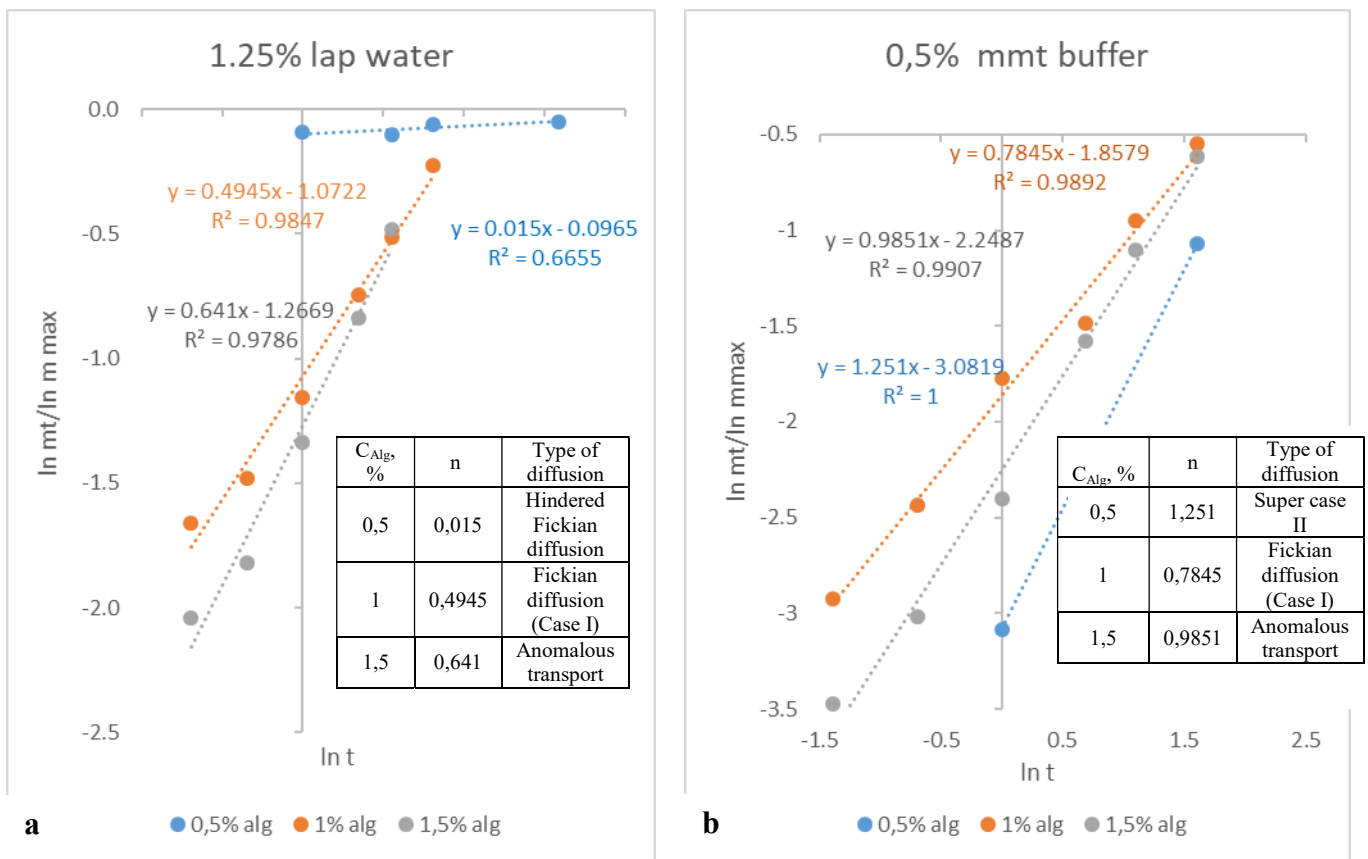 1.25% lap water
0.0
-0.5
-1.0
-1.5
-2.0
-2.5
ln mt/ln m max
y = 0.4945x - 1.0722
R² = 0.9847
y = 0.015x - 0.0965
R² = 0.6655
y = 0.641x - 1.2669
R² = 0.9786
C Alg, % n Type of diffusion
0,5 0,015 Hindered Fickian diffusion
1 0,4945 Fickian diffusion (Case I)
1,5 0,641 Anomalous transport
ln t
a
0,5% alg 1% alg 1,5% alg
0,5% mmt buffer
-0.5
-1
-1.5
-2
-2.5
-3
-3.5
ln mt/ln mmax
y = 0.7845x - 1.8579
R² = 0.9892
y = 0.9851x - 2.2487
R² = 0.9907
y = 1.251x - 3.0819
R² = 1
C Alg, % n Type of diffusion
0,5 1,251 Super case II
1 0,7845 Fickian diffusion (Case I)
1,5 0,9851 Anomalous transport
-1.5 -0.5 0.5 1.5 2.5
ln t
b
0,5% alg 1% alg 1,5% alg